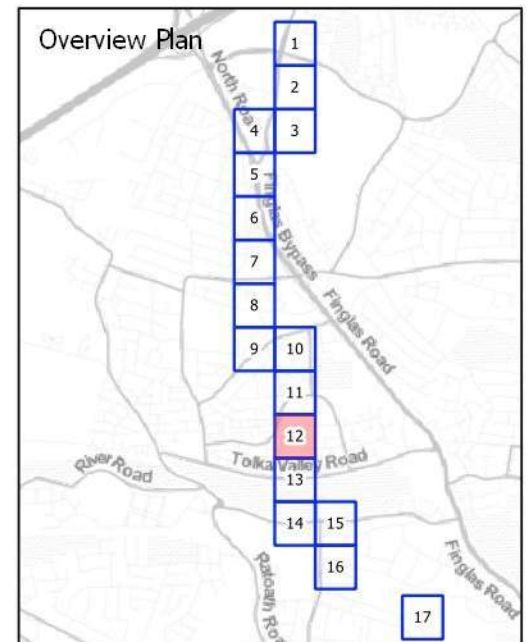 Overview Plan
1
2
North Road
4 3
5
6
Finglas Bypass
7
8
Finglas Road
9 10
11
12
Tolka Valley Road
River Road
13
14 15
16
Ratoath Road
Finglas Road
17